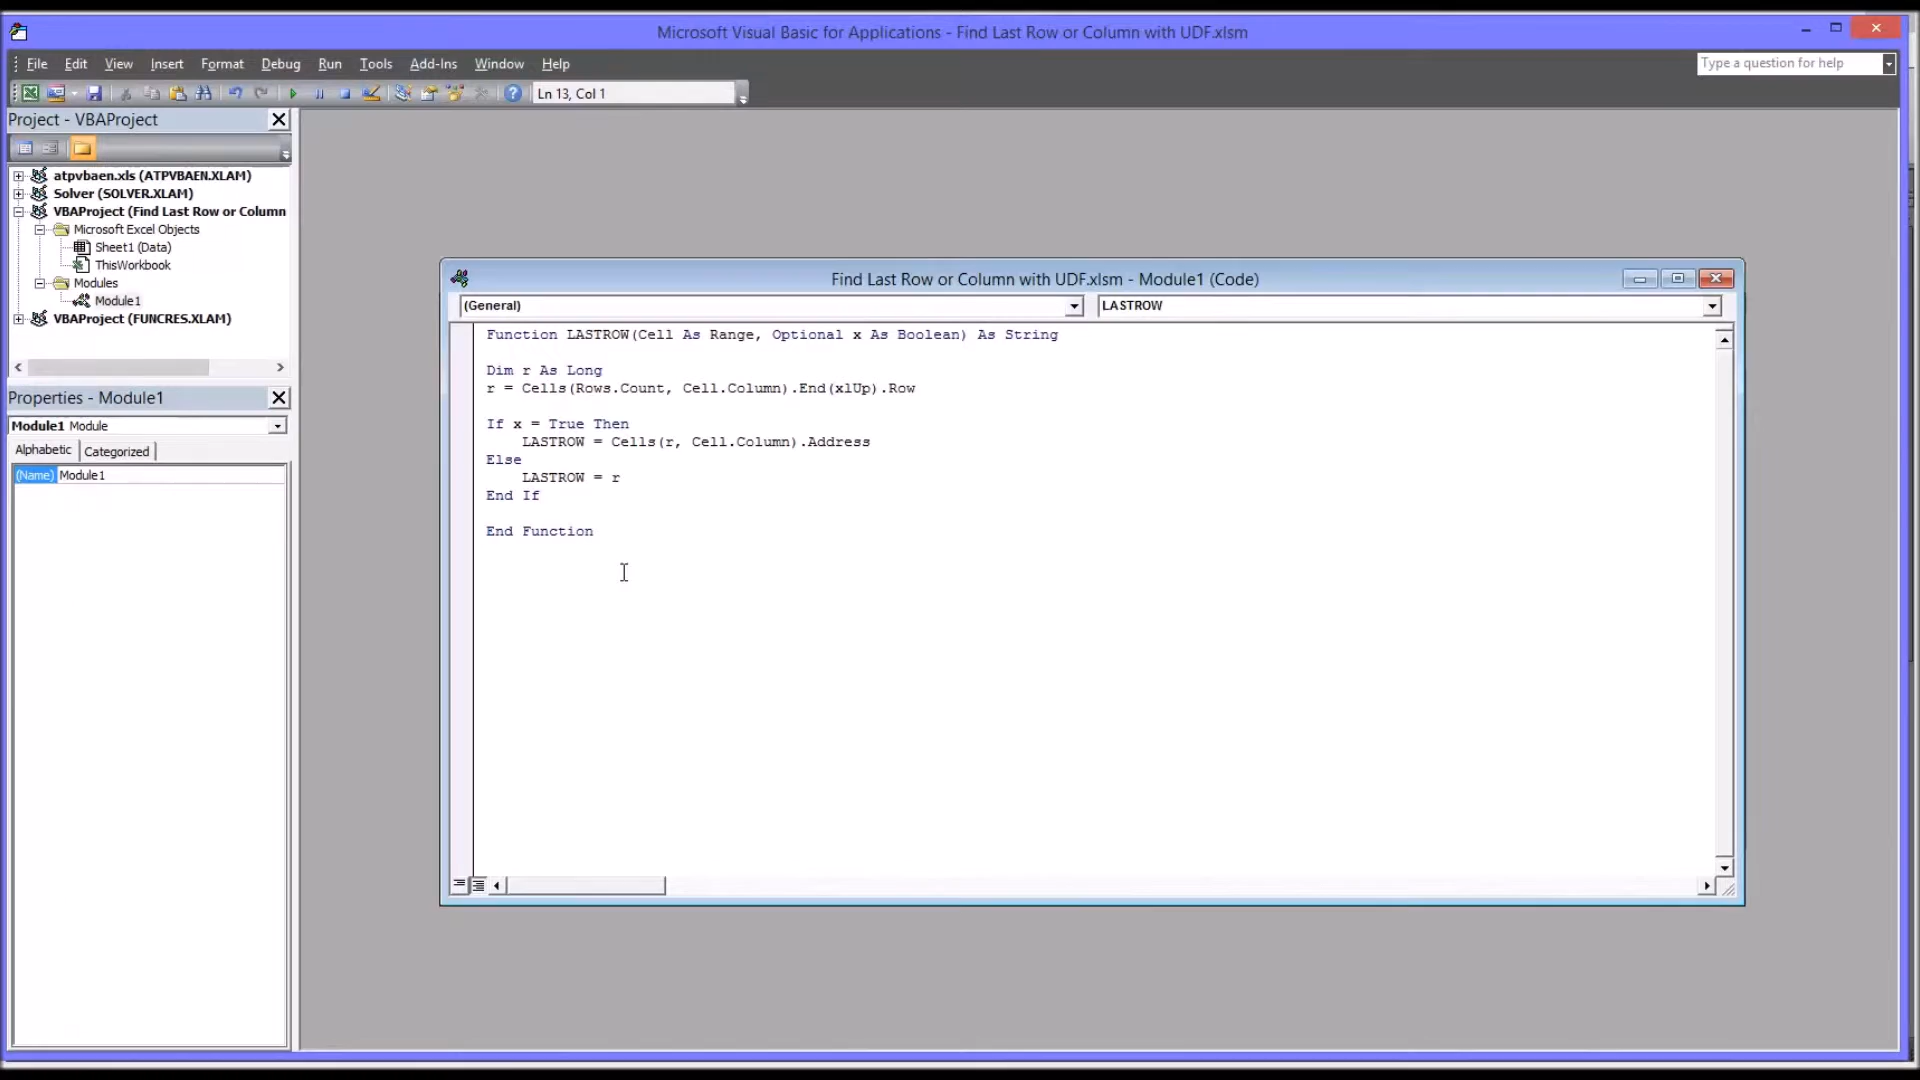 Microsoft Visual Basic for Applications - Find Last Row or Column with UDF.xlsm
File Edit View Insert Format Debug Run Tools Add-Ins Window Help
Type a question for help
Ln 13, Col 1
Project - VBAProject
atpvbaen.xls (ATPVBAEN.XLAM)
Solver (SOLVER.XLAM)
VBAProject (Find Last Row or Column
Microsoft Excel Objects
Sheet1 (Data)
ThisWorkbook
Modules
Module1
VBAProject (FUNCRES.XLAM)
Properties - Module1
Module1 Module
Alphabetic Categorized
(Name) Module1
Find Last Row or Column with UDF.xlsm - Module1 (Code)
(General) LASTROW
Function LASTROW(Cell As Range, Optional x As Boolean) As String
Dim r As Long
r = Cells(Rows.Count, Cell.Column).End(xlUp).Row
If x = True Then
LASTROW = Cells(r, Cell.Column).Address
Else
LASTROW = r
End If
End Function